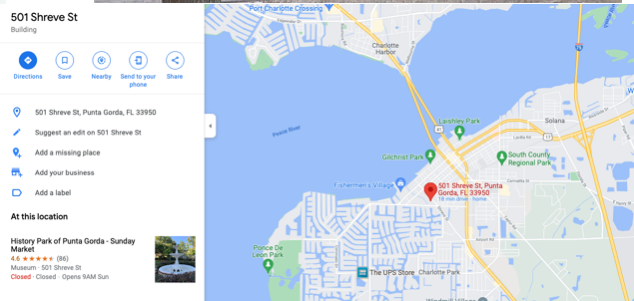 501 Shreve St
Building
Directions
Save
Nearby
Send to your
phone
Share
501 Shreve St, Punta Gorda, FL 33950
Suggest an edit on 501 Shreve St
Add a missing place
Add your business
Add a label
At this location
History Park of Punta Gorda - Sunday
Market
4.6 (86)
Museum · 501 Shreve St
Closed · Closed · Opens 9AM Sun
Port Charlotte Crossing
Charlotte
Harbor
Peace River
Laishley Park
Solana
41
17
Gilchrist Park
South County
Regional Park
Fishermen's Village
501 Shreve St, Punta
Gorda, FL 33950
18 min drive - home
Ponce De
Leon Park
The UPS Store
Charlotte Park